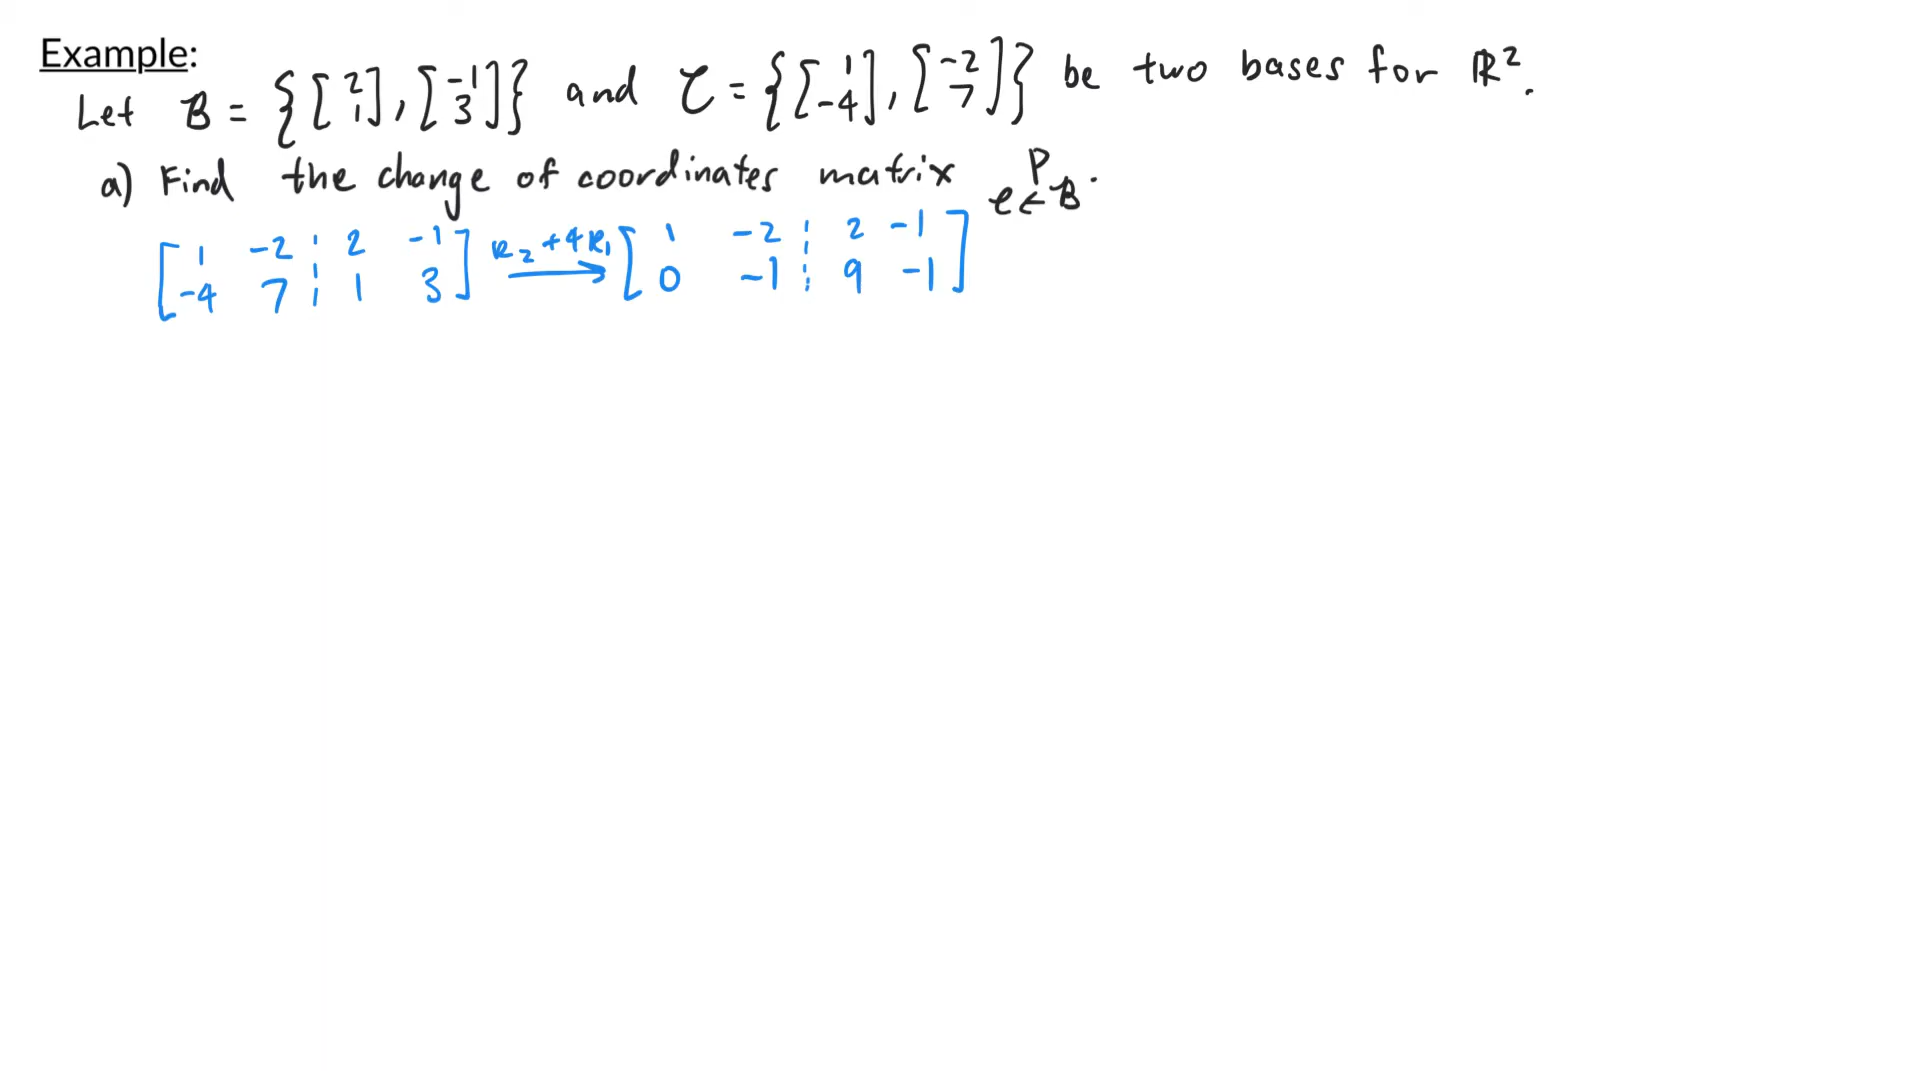 Example:
Let B = {[2 1], [-1 3]} and C = {[1 -4], [-2 7]} be two bases for ℝ².
a) Find the change of coordinates matrix P C←B.
[1 -2 ¦ 2 -1; -4 7 ¦ 1 3] R₂+4R₁ → [1 -2 ¦ 2 -1; 0 -1 ¦ 9 -1]